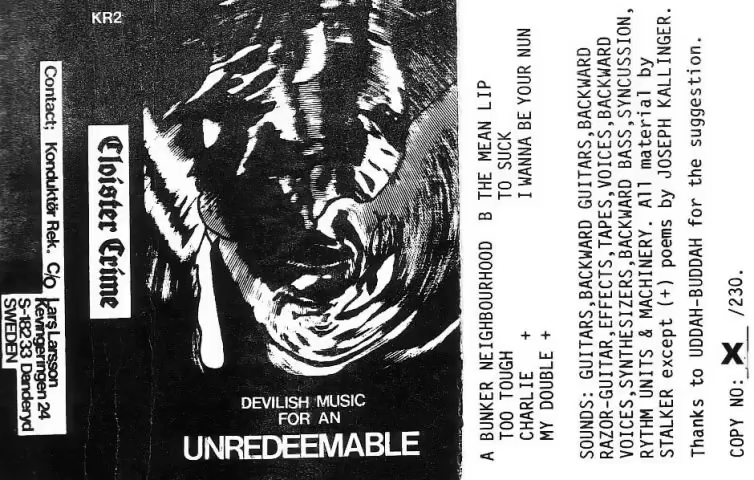 KR2
Contact; Konduktör Rek. C/o
Lars Larsson
Kevingeringen 24
S-182 33 Danderyd
SWEDEN
Cloister Crime
DEVILISH MUSIC
FOR AN
UNREDEEMABLE
A BUNKER NEIGHBOURHOOD
TOO TOUGH
CHARLIE +
MY DOUBLE +
B THE MEAN LIP
TO SUCK
I WANNA BE YOUR NUN
SOUNDS: GUITARS,BACKWARD GUITARS,BACKWARD
RAZOR-GUITAR,EFFECTS,TAPES,VOICES,BACKWARD
VOICES,SYNTHESIZERS,BACKWARD BASS,SYNCUSSION,
RYTHM UNITS & MACHINERY. All material by
STALKER except (+) poems by JOSEPH KALLINGER.
Thanks to UDDAH-BUDDAH for the suggestion.
COPY NO: X /230.